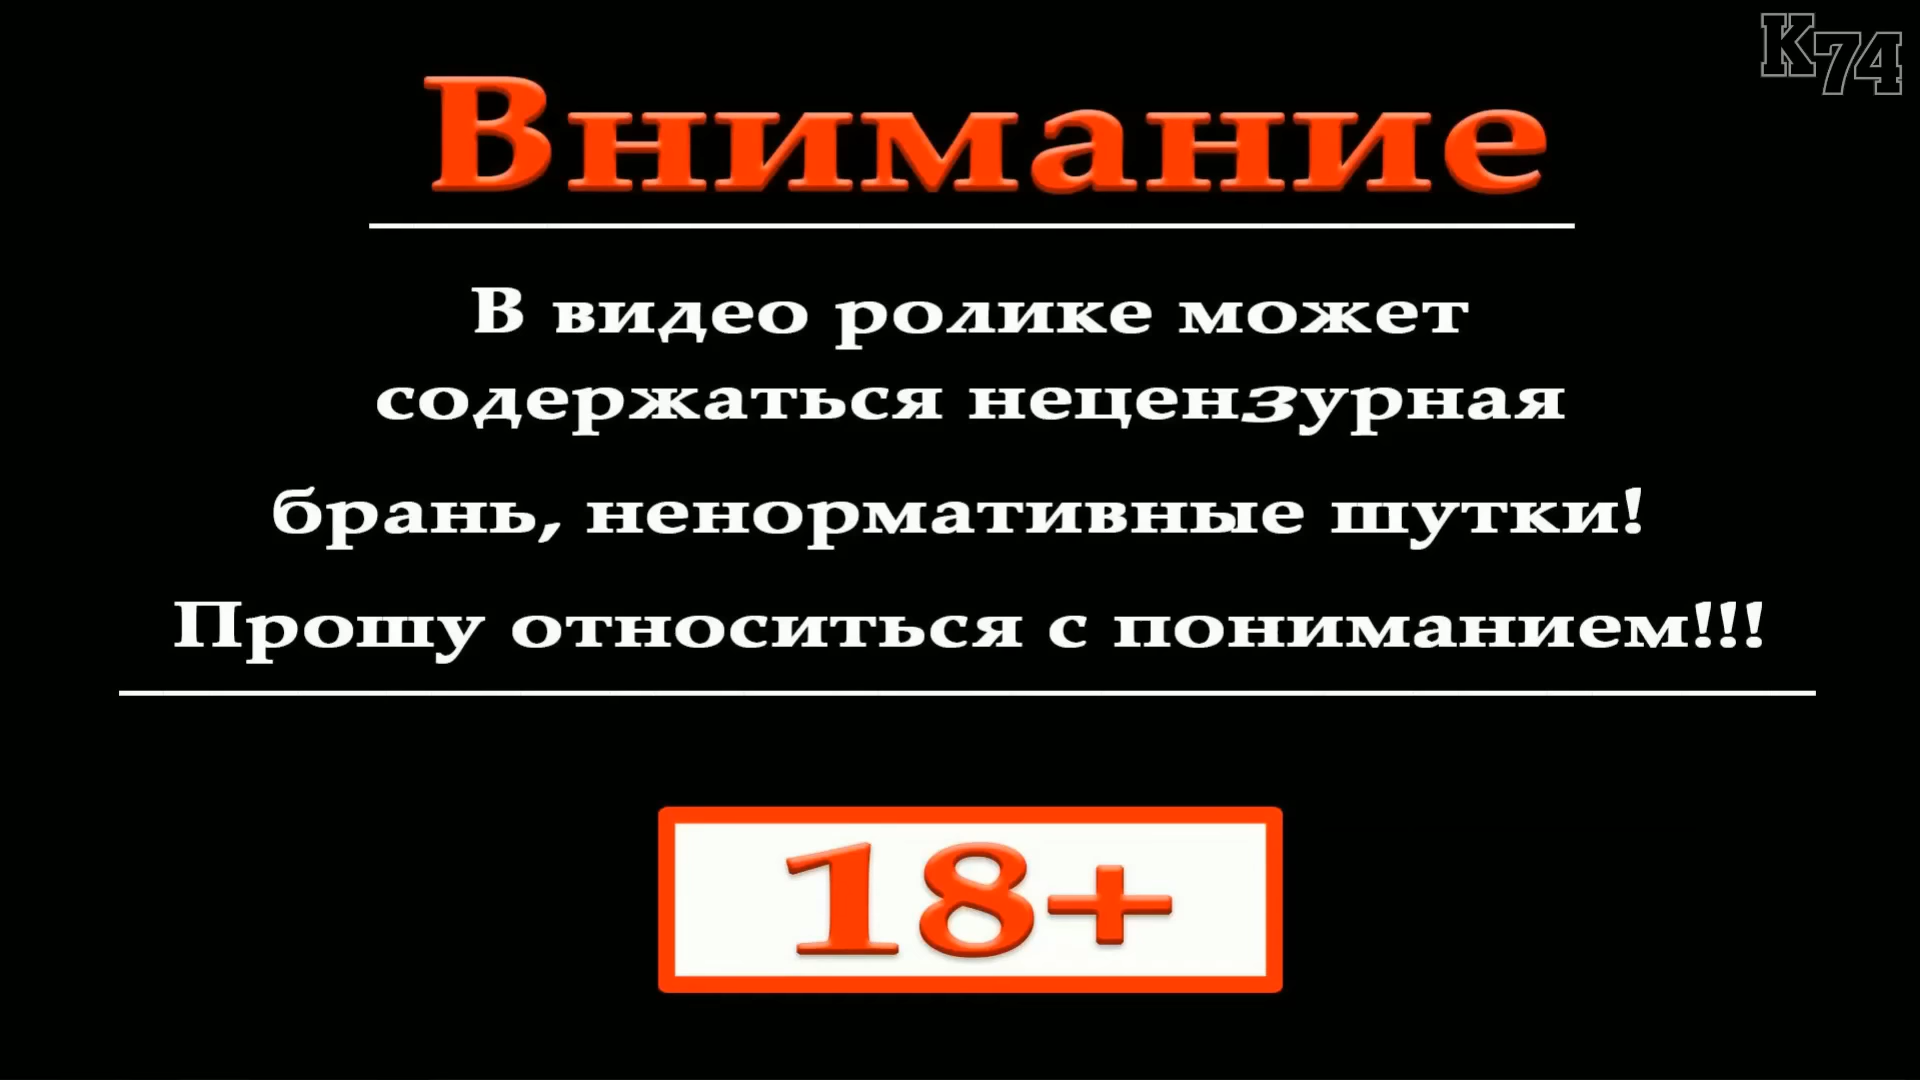 K74
Внимание
В видео ролике может
содержаться нецензурная
брань, ненормативные шутки!
Прошу относиться с пониманием!!!
18+